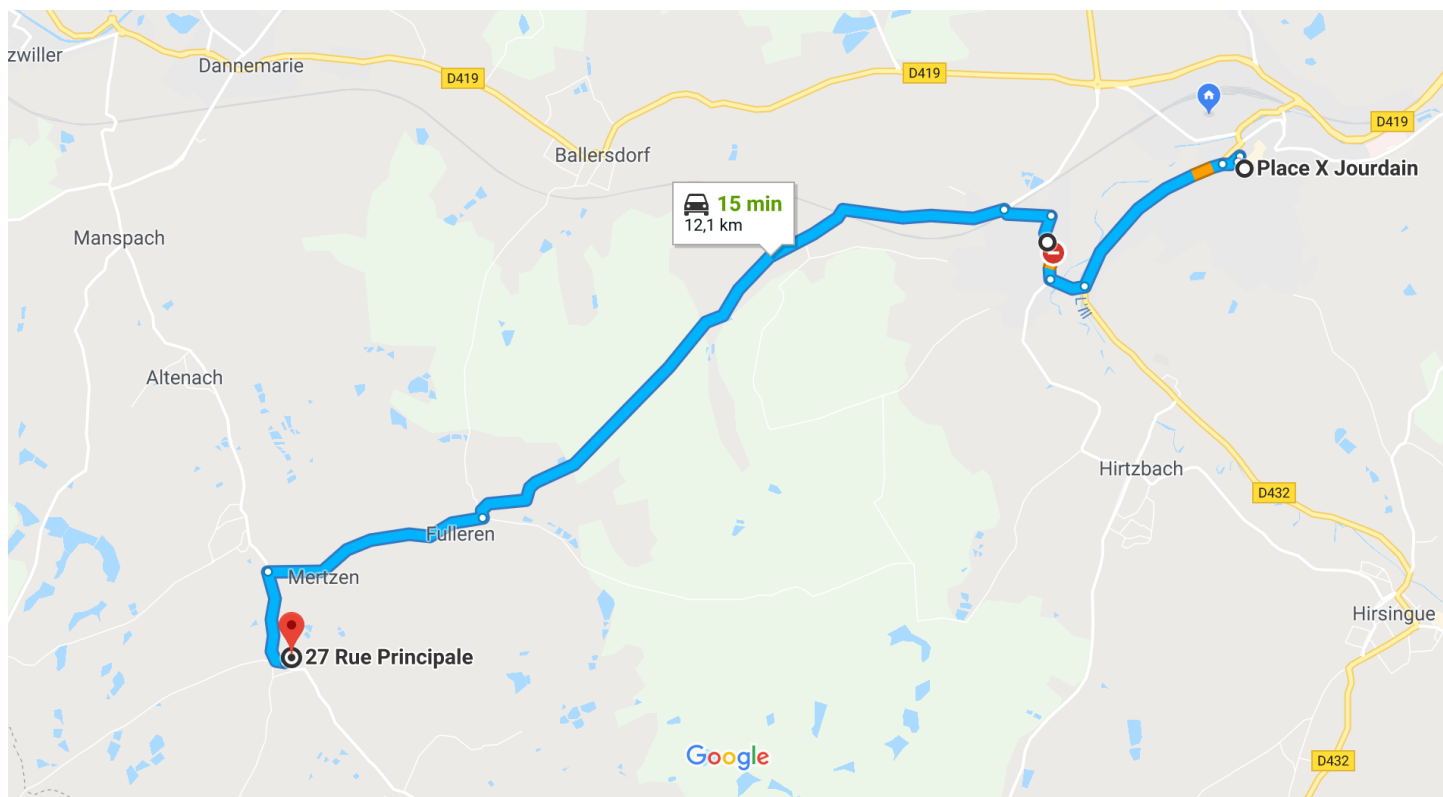 zwiller
Dannemarie
D419
D419
D419
Ballersdorf
Place X Jourdain
15 min
12,1 km
Manspach
L'Ill
Altenach
Hirtzbach
D432
Fulleren
Mertzen
Hirsingue
27 Rue Principale
Google
D432